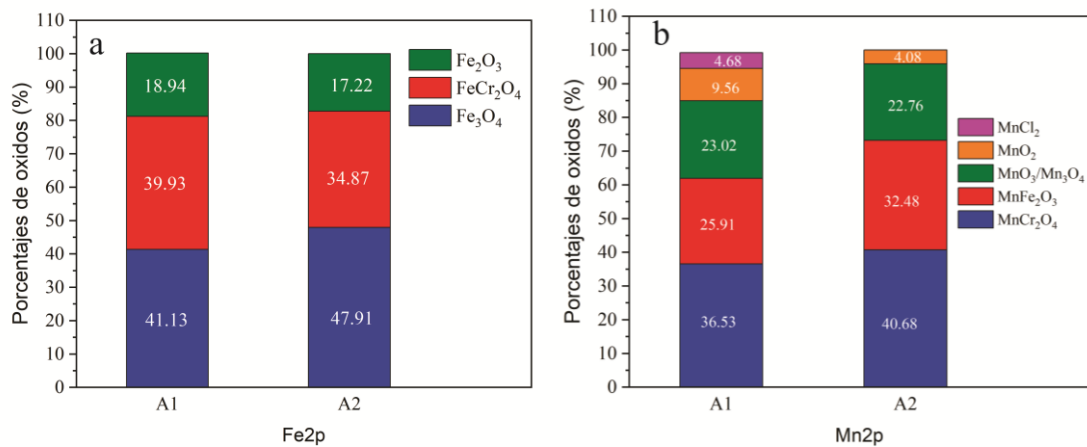 a
Porcentajes de oxidos (%)
110
100
90
80
70
60
50
40
30
20
10
0
18.94
39.93
41.13
17.22
34.87
47.91
Fe₂O₃
FeCr₂O₄
Fe₃O₄
A1
A2
Fe2p
b
Porcentajes de oxidos (%)
110
100
90
80
70
60
50
40
30
20
10
0
4.68
9.56
23.02
25.91
36.53
4.08
22.76
32.48
40.68
MnCl₂
MnO₂
MnO₃/Mn₃O₄
MnFe₂O₃
MnCr₂O₄
A1
A2
Mn2p